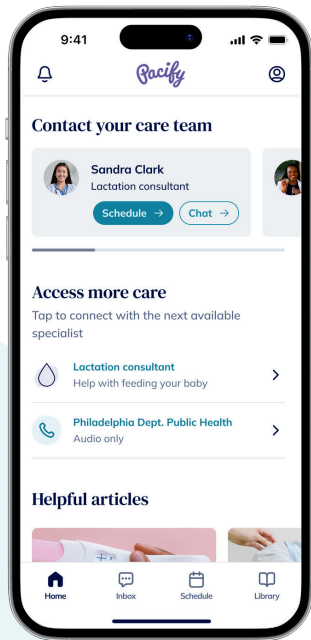 9:41
Pacify
Contact your care team
Sandra Clark
Lactation consultant
Schedule →
Chat →
Access more care
Tap to connect with the next available
specialist
Lactation consultant
Help with feeding your baby
Philadelphia Dept. Public Health
Audio only
Helpful articles
Home
Inbox
Schedule
Library